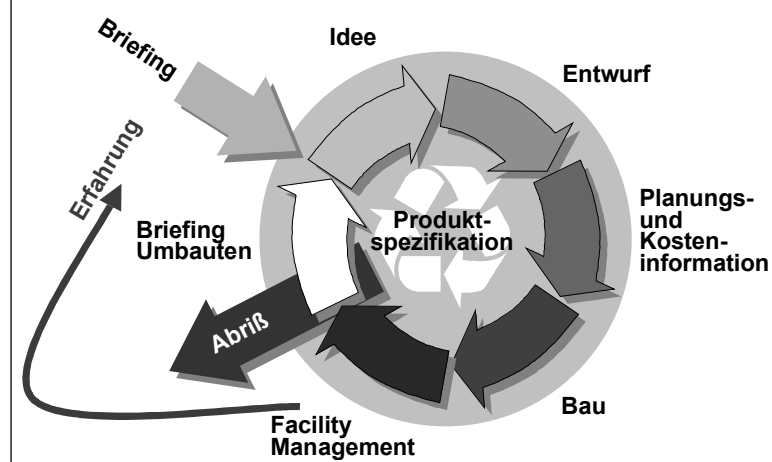 Briefing
Idee
Entwurf
Erfahrung
Planungs-
und
Kosten-
information
Briefing
Umbauten
Produkt-
spezifikation
Abriß
Bau
Facility
Management